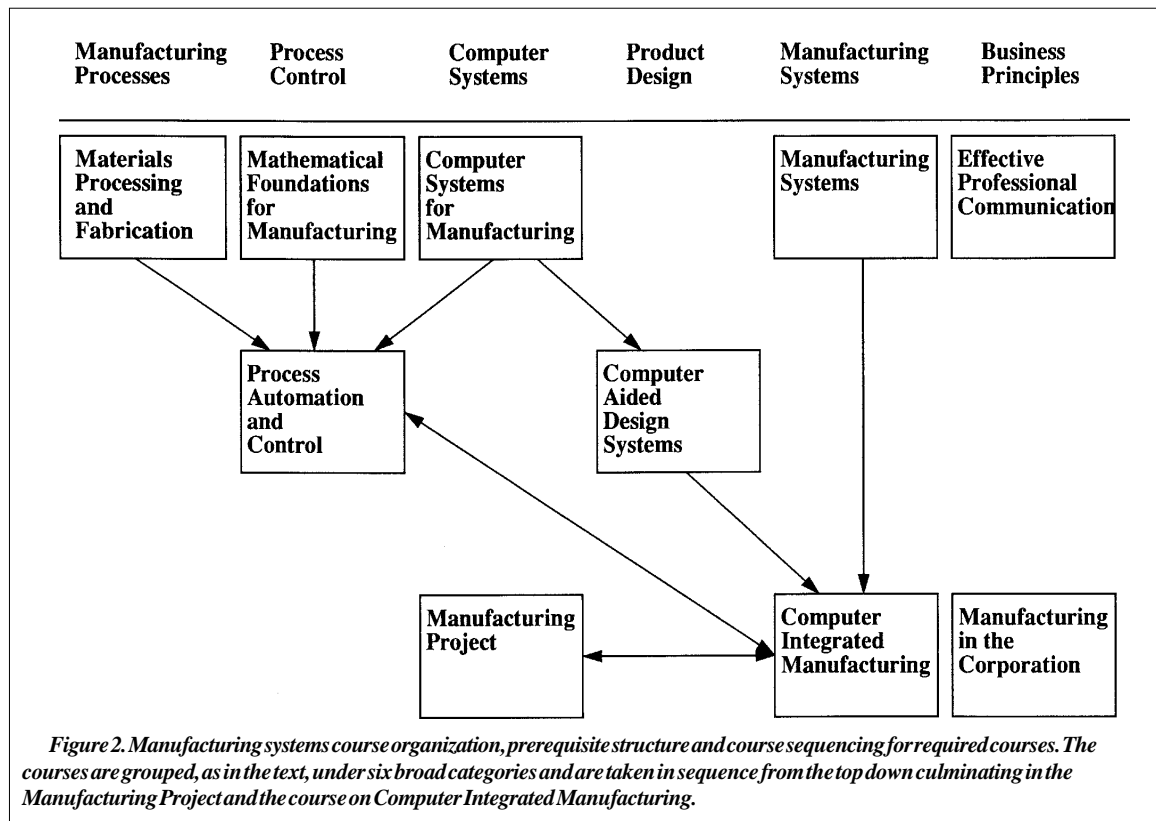 Manufacturing Processes
Process Control
Computer Systems
Product Design
Manufacturing Systems
Business Principles
Materials
Processing
and
Fabrication
Mathematical
Foundations
for
Manufacturing
Computer
Systems
for
Manufacturing
Manufacturing
Systems
Effective
Professional
Communication
Process
Automation
and
Control
Computer
Aided
Design
Systems
Manufacturing
Project
Computer
Integrated
Manufacturing
Manufacturing
in the
Corporation
Figure 2. Manufacturing systems course organization, prerequisite structure and course sequencing for required courses. The
courses are grouped, as in the text, under six broad categories and are taken in sequence from the top down culminating in the
Manufacturing Project and the course on Computer Integrated Manufacturing.